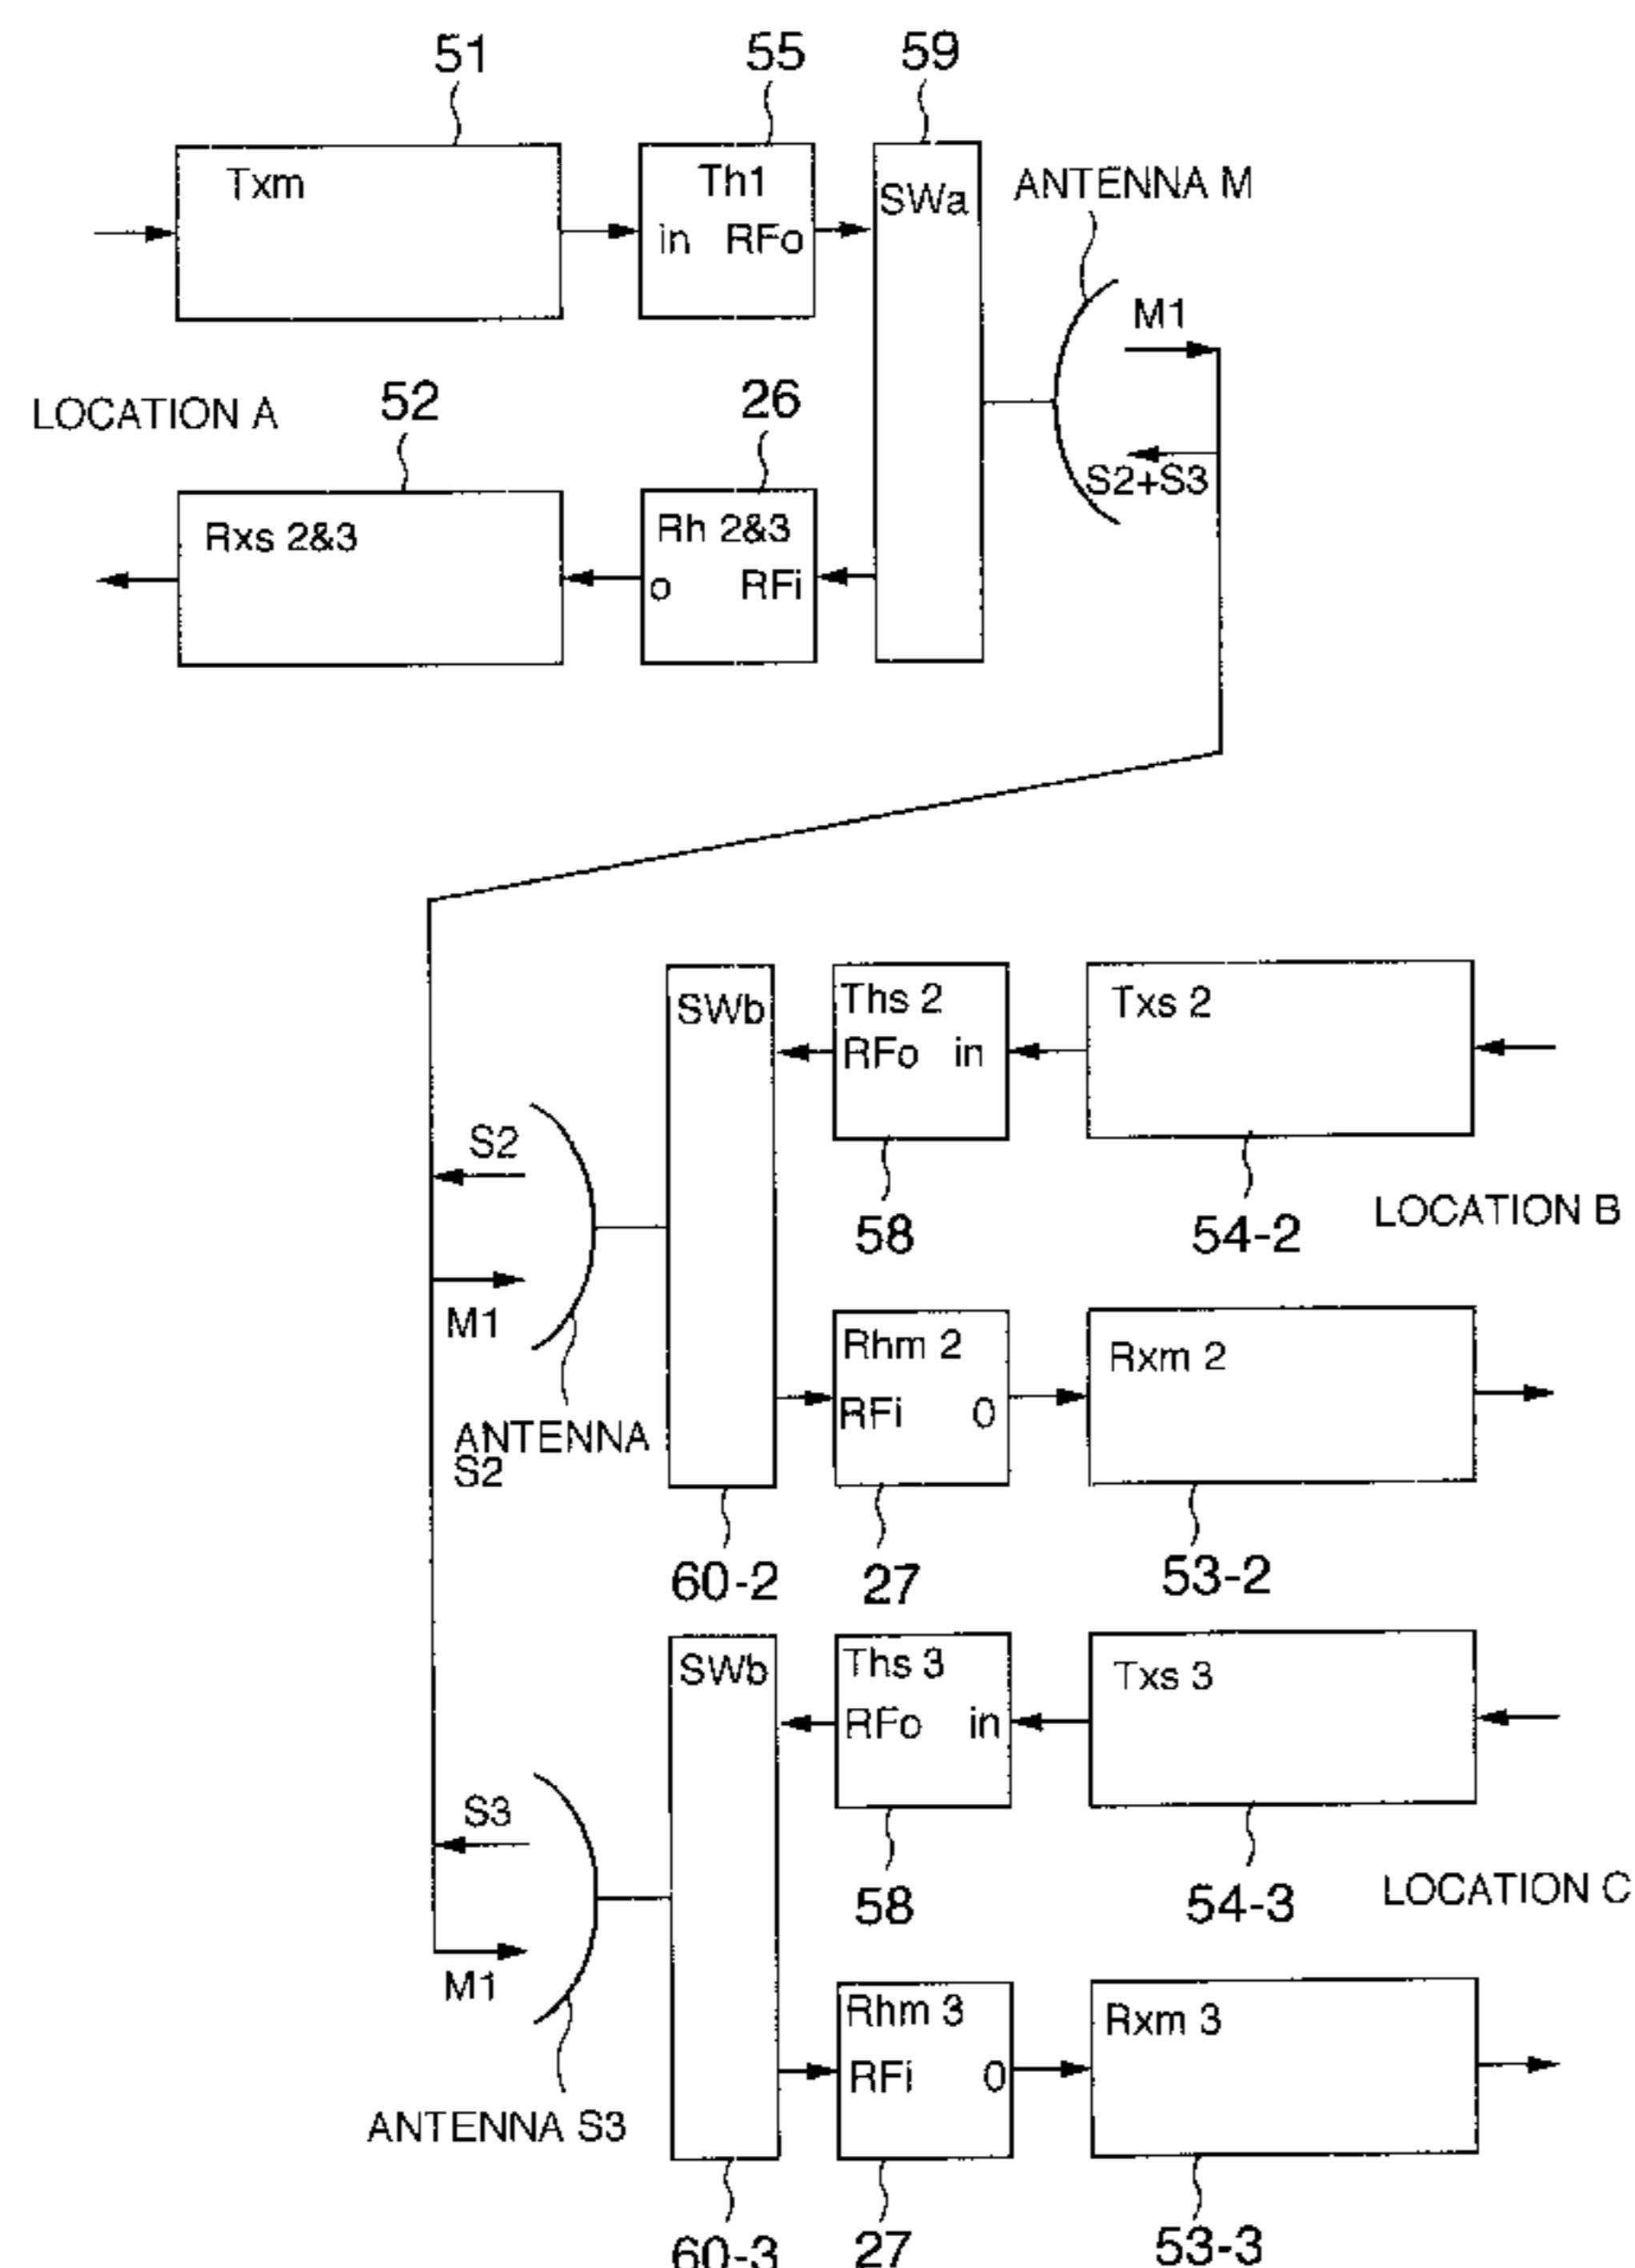 51
55
59
Txm
Th1
in RFo
SWa
ANTENNA M
M1
LOCATION A
52
26
S2+S3
Rxs 2&3
Rh 2&3
o RFi
SWb
Ths 2
RFo in
Txs 2
S2
58
54-2
LOCATION B
M1
Rhm 2
RFi 0
Rxm 2
ANTENNA
S2
60-2
27
53-2
SWb
Ths 3
RFo in
Txs 3
S3
58
54-3
LOCATION C
M1
Rhm 3
RFi 0
Rxm 3
ANTENNA S3
60-3
27
53-3